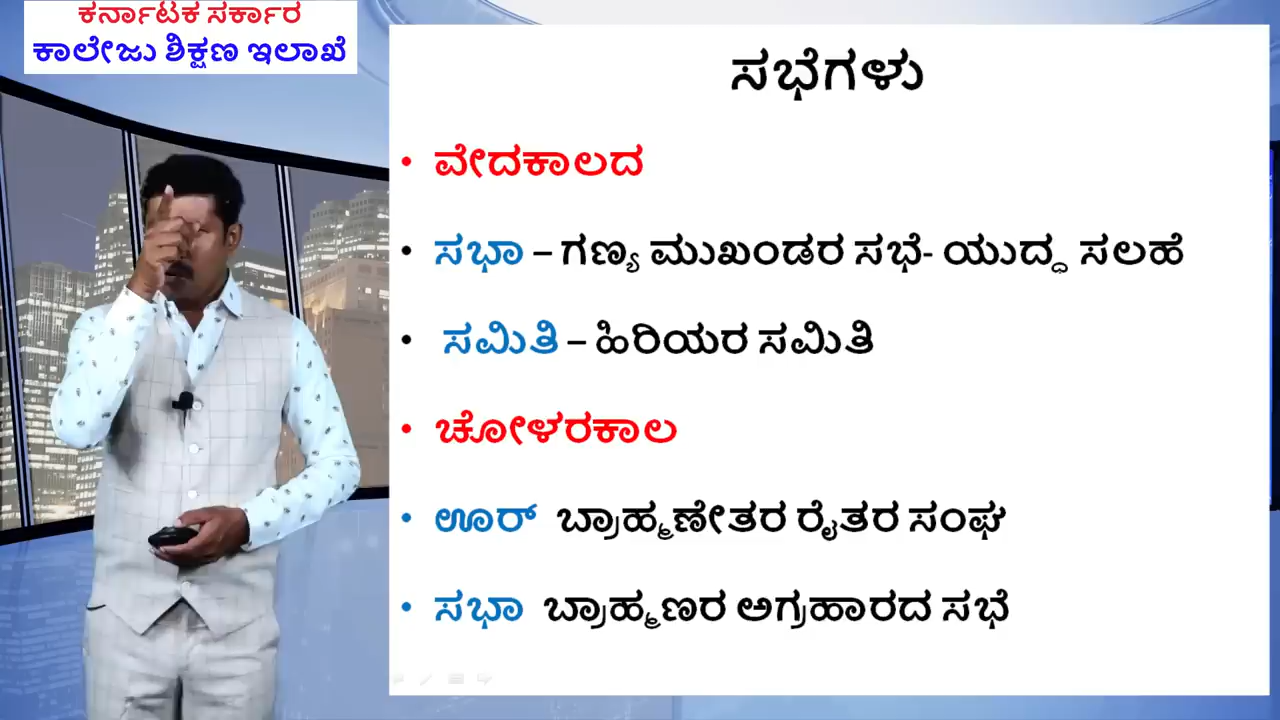 ಕರ್ನಾಟಕ ಸರ್ಕಾರ
ಕಾಲೇಜು ಶಿಕ್ಷಣ ಇಲಾಖೆ
ಸಭೆಗಳು
• ವೇದಕಾಲದ
• ಸಭಾ – ಗಣ್ಯ ಮುಖಂಡರ ಸಭೆ- ಯುದ್ಧ ಸಲಹೆ
• ಸಮಿತಿ – ಹಿರಿಯರ ಸಮಿತಿ
• ಚೋಳರಕಾಲ
• ಊರ್ ಬ್ರಾಹ್ಮಣೇತರ ರೈತರ ಸಂಘ
• ಸಭಾ ಬ್ರಾಹ್ಮಣರ ಅಗ್ರಹಾರದ ಸಭೆ